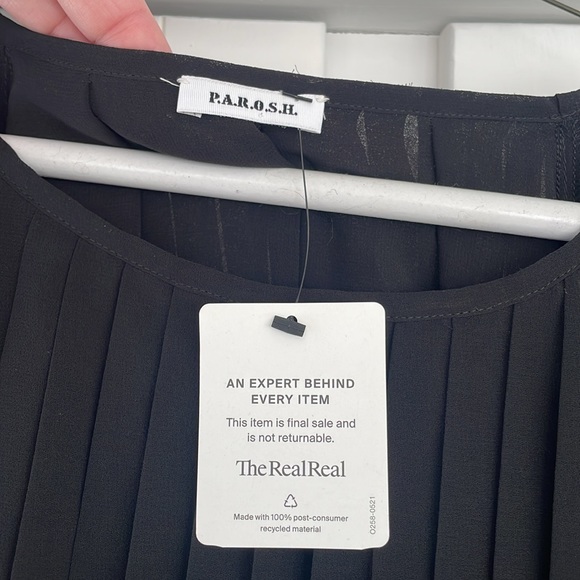 P.A.R.O.S.H.
AN EXPERT BEHIND
EVERY ITEM
This item is final sale and
is not returnable.
TheRealReal
Made with 100% post-consumer
recycled material
O258-0521